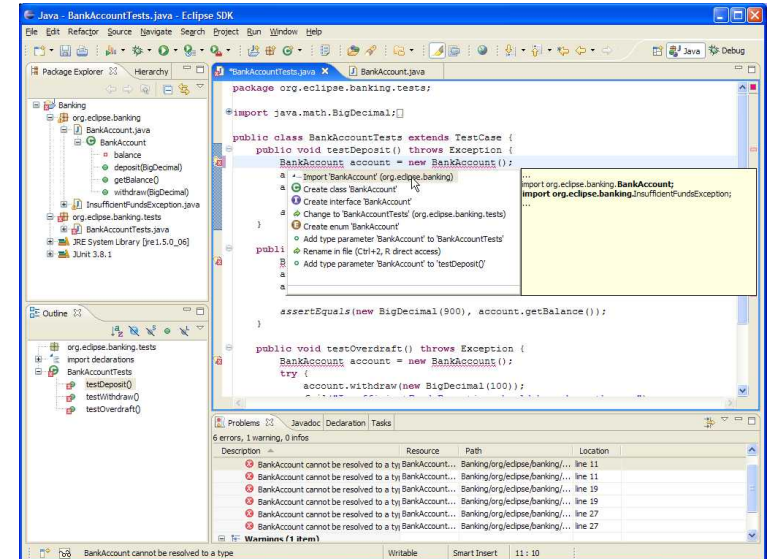 Java - BankAccountTests.java - Eclipse SDK
File Edit Refactor Source Navigate Search Project Run Window Help
Java Debug
Package Explorer Hierarchy
Banking
org.eclipse.banking
BankAccount.java
BankAccount
balance
deposit(BigDecimal)
getBalance()
withdraw(BigDecimal)
InsufficientFundsException.java
org.eclipse.banking.tests
BankAccountTests.java
JRE System Library [jre1.5.0_06]
JUnit 3.8.1
Outline
org.eclipse.banking.tests
import declarations
BankAccountTests
testDeposit()
testWithdraw()
testOverdraft()
*BankAccountTests.java BankAccount.java
package org.eclipse.banking.tests;
import java.math.BigDecimal;
public class BankAccountTests extends TestCase {
public void testDeposit() throws Exception {
BankAccount account = new BankAccount();
a
a
a
}
publi
B
a
a
Import 'BankAccount' (org.eclipse.banking)
Create class 'BankAccount'
Create interface 'BankAccount'
Change to 'BankAccountTests' (org.eclipse.banking.tests)
Create enum 'BankAccount'
Add type parameter 'BankAccount' to 'BankAccountTests'
Rename in file (Ctrl+2, R direct access)
Add type parameter 'BankAccount' to 'testDeposit()'
...
import org.eclipse.banking.BankAccount;
import org.eclipse.banking.InsufficientFundsException;
...
assertEquals(new BigDecimal(900), account.getBalance());
}
public void testOverdraft() throws Exception {
BankAccount account = new BankAccount();
try {
account.withdraw(new BigDecimal(100));
Problems Javadoc Declaration Tasks
6 errors, 1 warning, 0 infos
Description Resource Path Location
BankAccount cannot be resolved to a typ BankAccount... Banking/org/eclipse/banking/... line 11
BankAccount cannot be resolved to a typ BankAccount... Banking/org/eclipse/banking/... line 11
BankAccount cannot be resolved to a typ BankAccount... Banking/org/eclipse/banking/... line 19
BankAccount cannot be resolved to a typ BankAccount... Banking/org/eclipse/banking/... line 19
BankAccount cannot be resolved to a typ BankAccount... Banking/org/eclipse/banking/... line 27
BankAccount cannot be resolved to a typ BankAccount... Banking/org/eclipse/banking/... line 27
Warnings (1 item)
BankAccount cannot be resolved to a type Writable Smart Insert 11 : 10